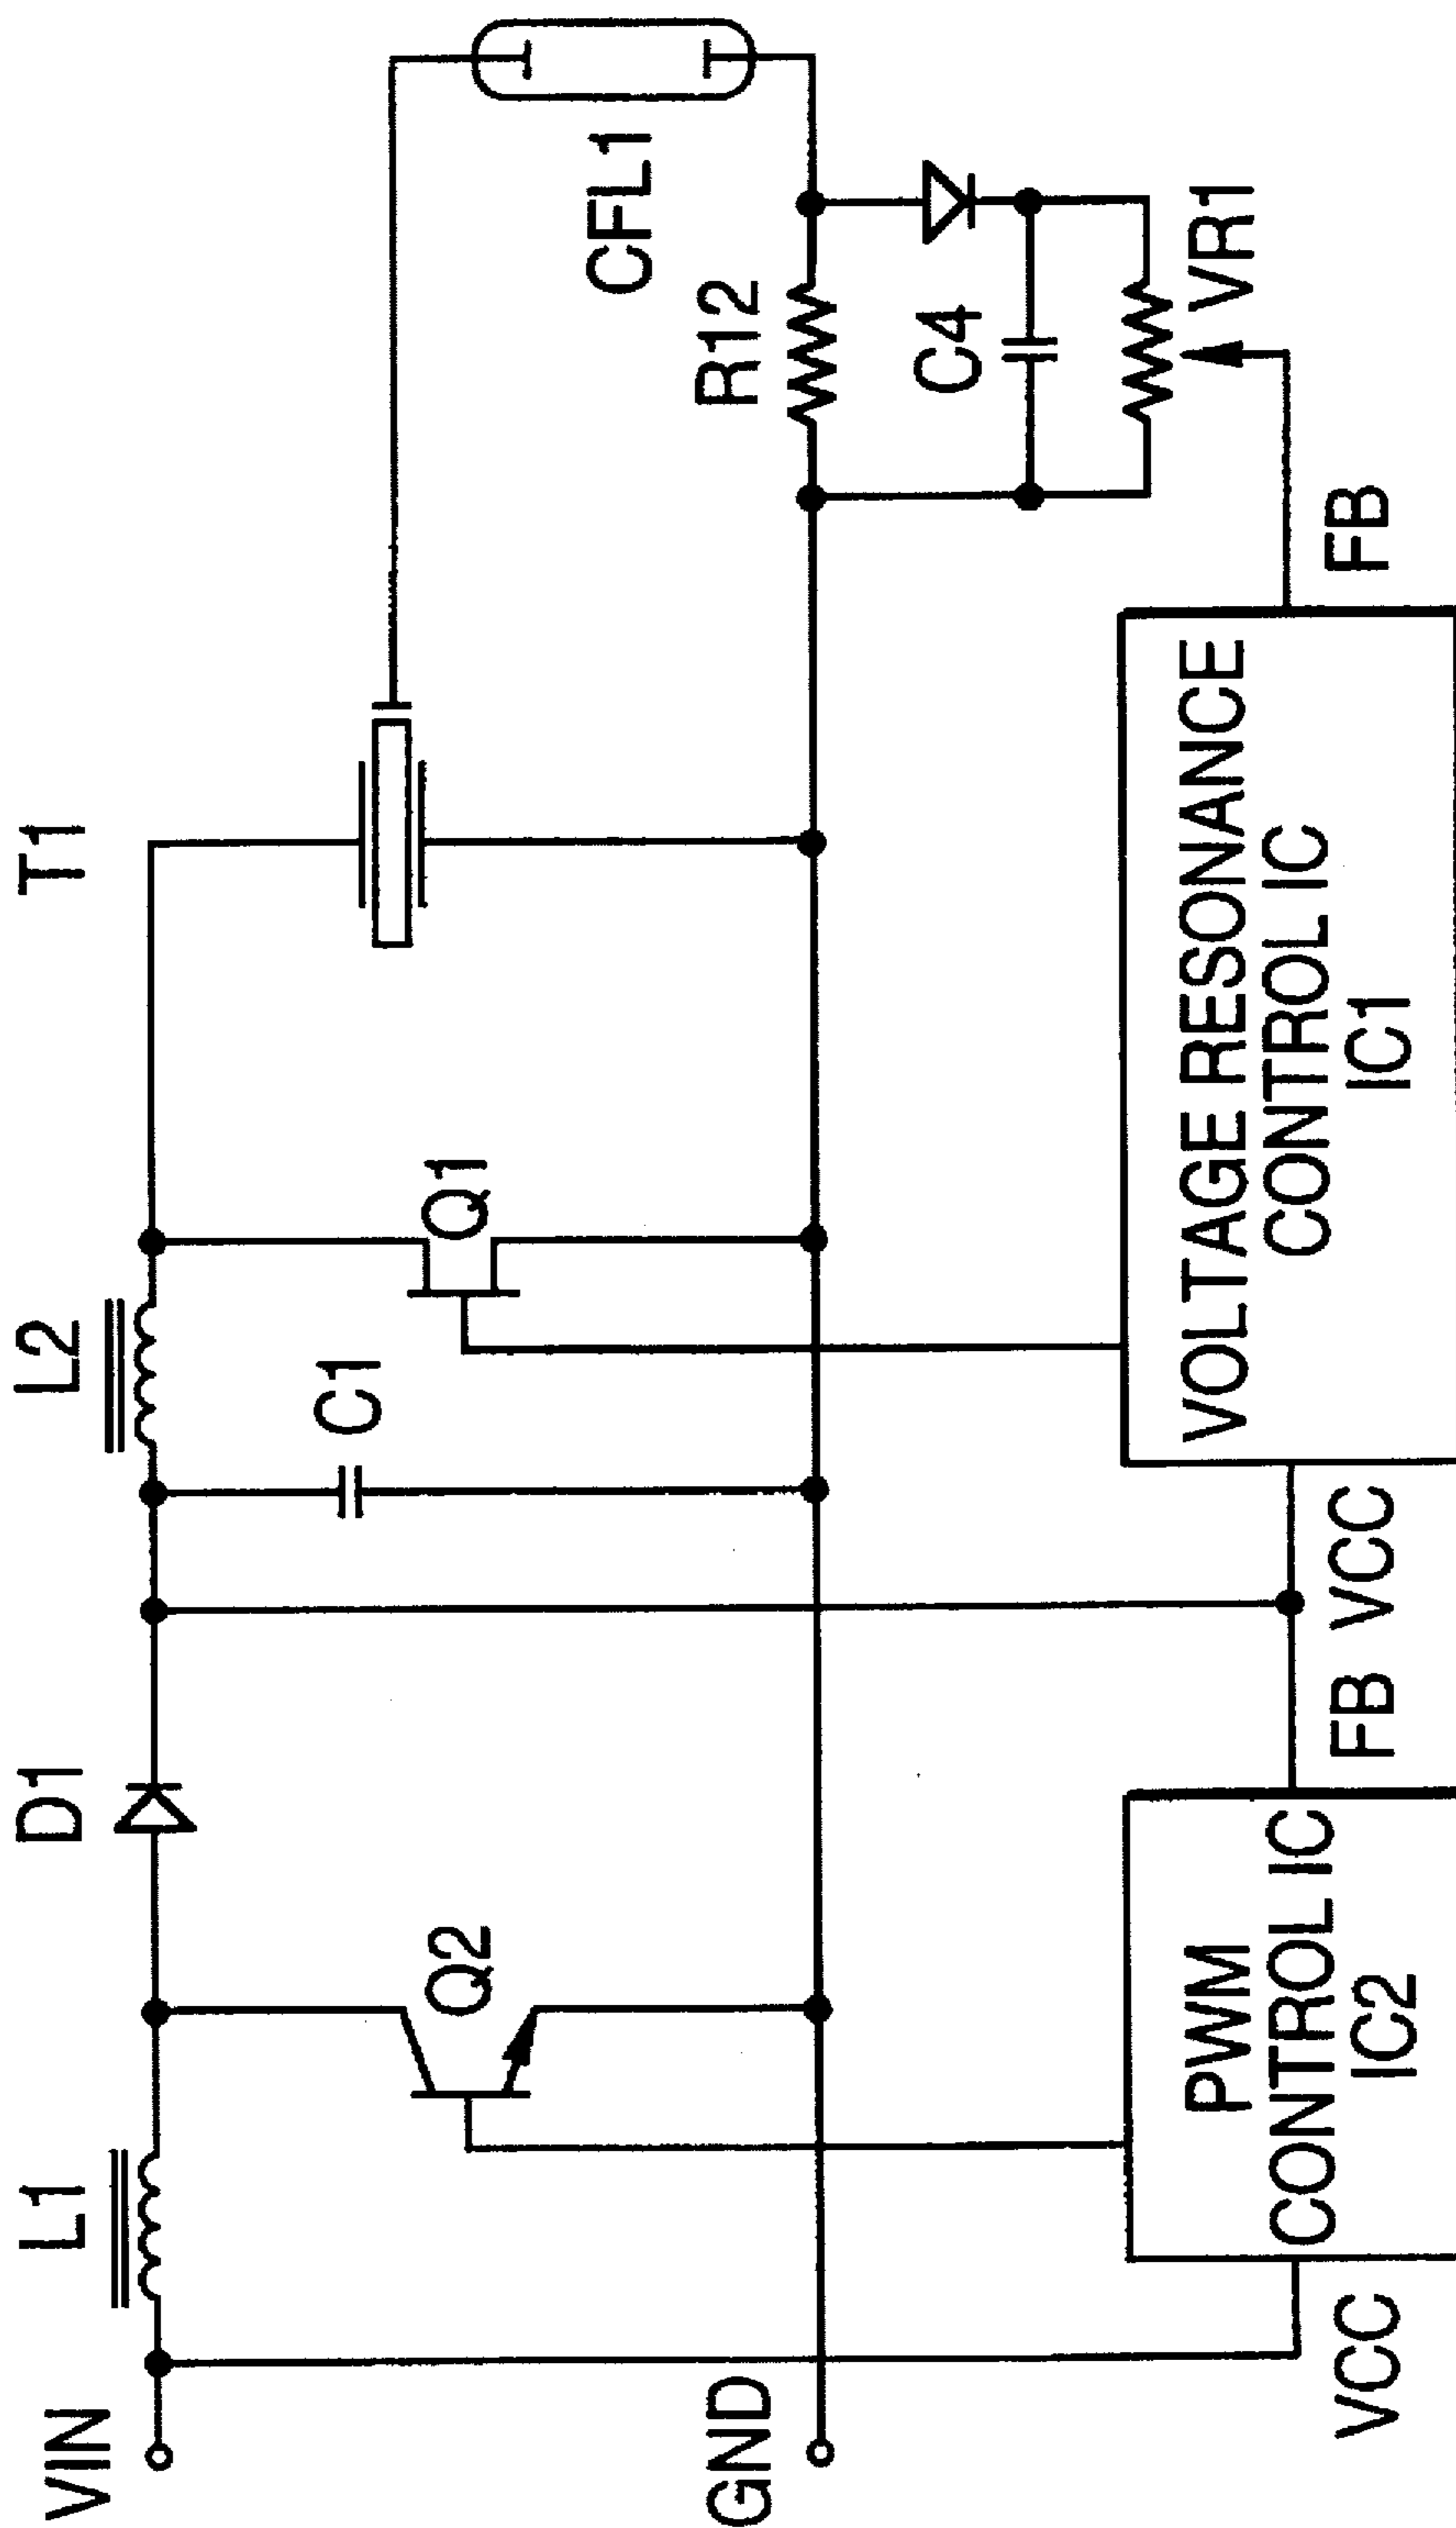 L1
D1
L2
T1
VIN
Q2
C1
Q1
CFL1
GND
R12
C4
VR1
VCC
PWM
CONTROL IC
IC2
FB
VCC
VOLTAGE RESONANCE
CONTROL IC
IC1
FB